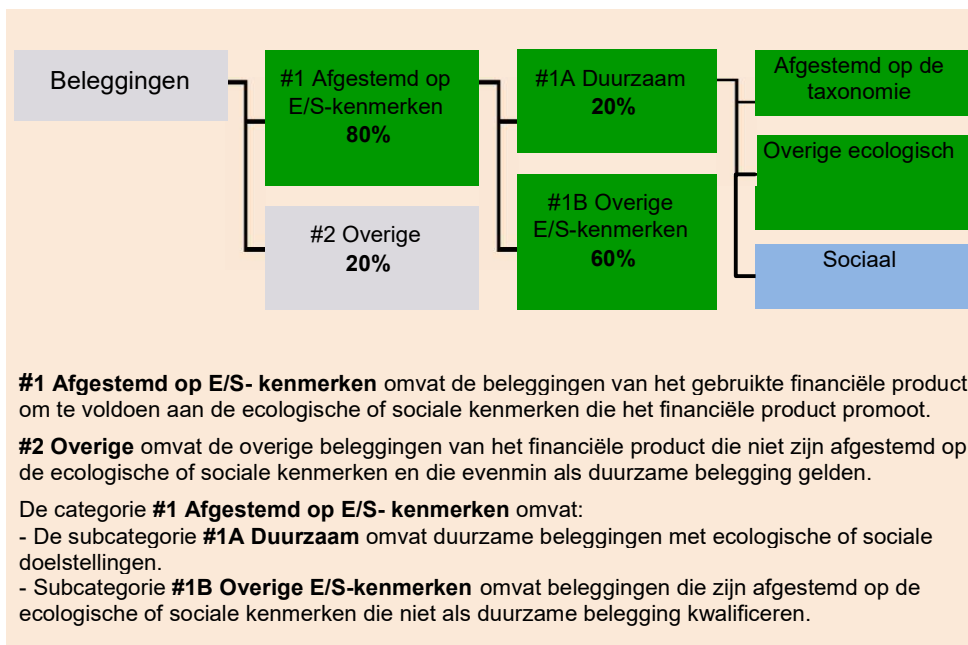 Beleggingen
#1 Afgestemd op
E/S-kenmerken
80%
#2 Overige
20%
#1A Duurzaam
20%
#1B Overige
E/S-kenmerken
60%
Afgestemd op de
taxonomie
Overige ecologisch
Sociaal
#1 Afgestemd op E/S- kenmerken omvat de beleggingen van het gebruikte financiële product
om te voldoen aan de ecologische of sociale kenmerken die het financiële product promoot.
#2 Overige omvat de overige beleggingen van het financiële product die niet zijn afgestemd op
de ecologische of sociale kenmerken en die evenmin als duurzame belegging gelden.
De categorie #1 Afgestemd op E/S- kenmerken omvat:
- De subcategorie #1A Duurzaam omvat duurzame beleggingen met ecologische of sociale
doelstellingen.
- Subcategorie #1B Overige E/S-kenmerken omvat beleggingen die zijn afgestemd op de
ecologische of sociale kenmerken die niet als duurzame belegging kwalificeren.